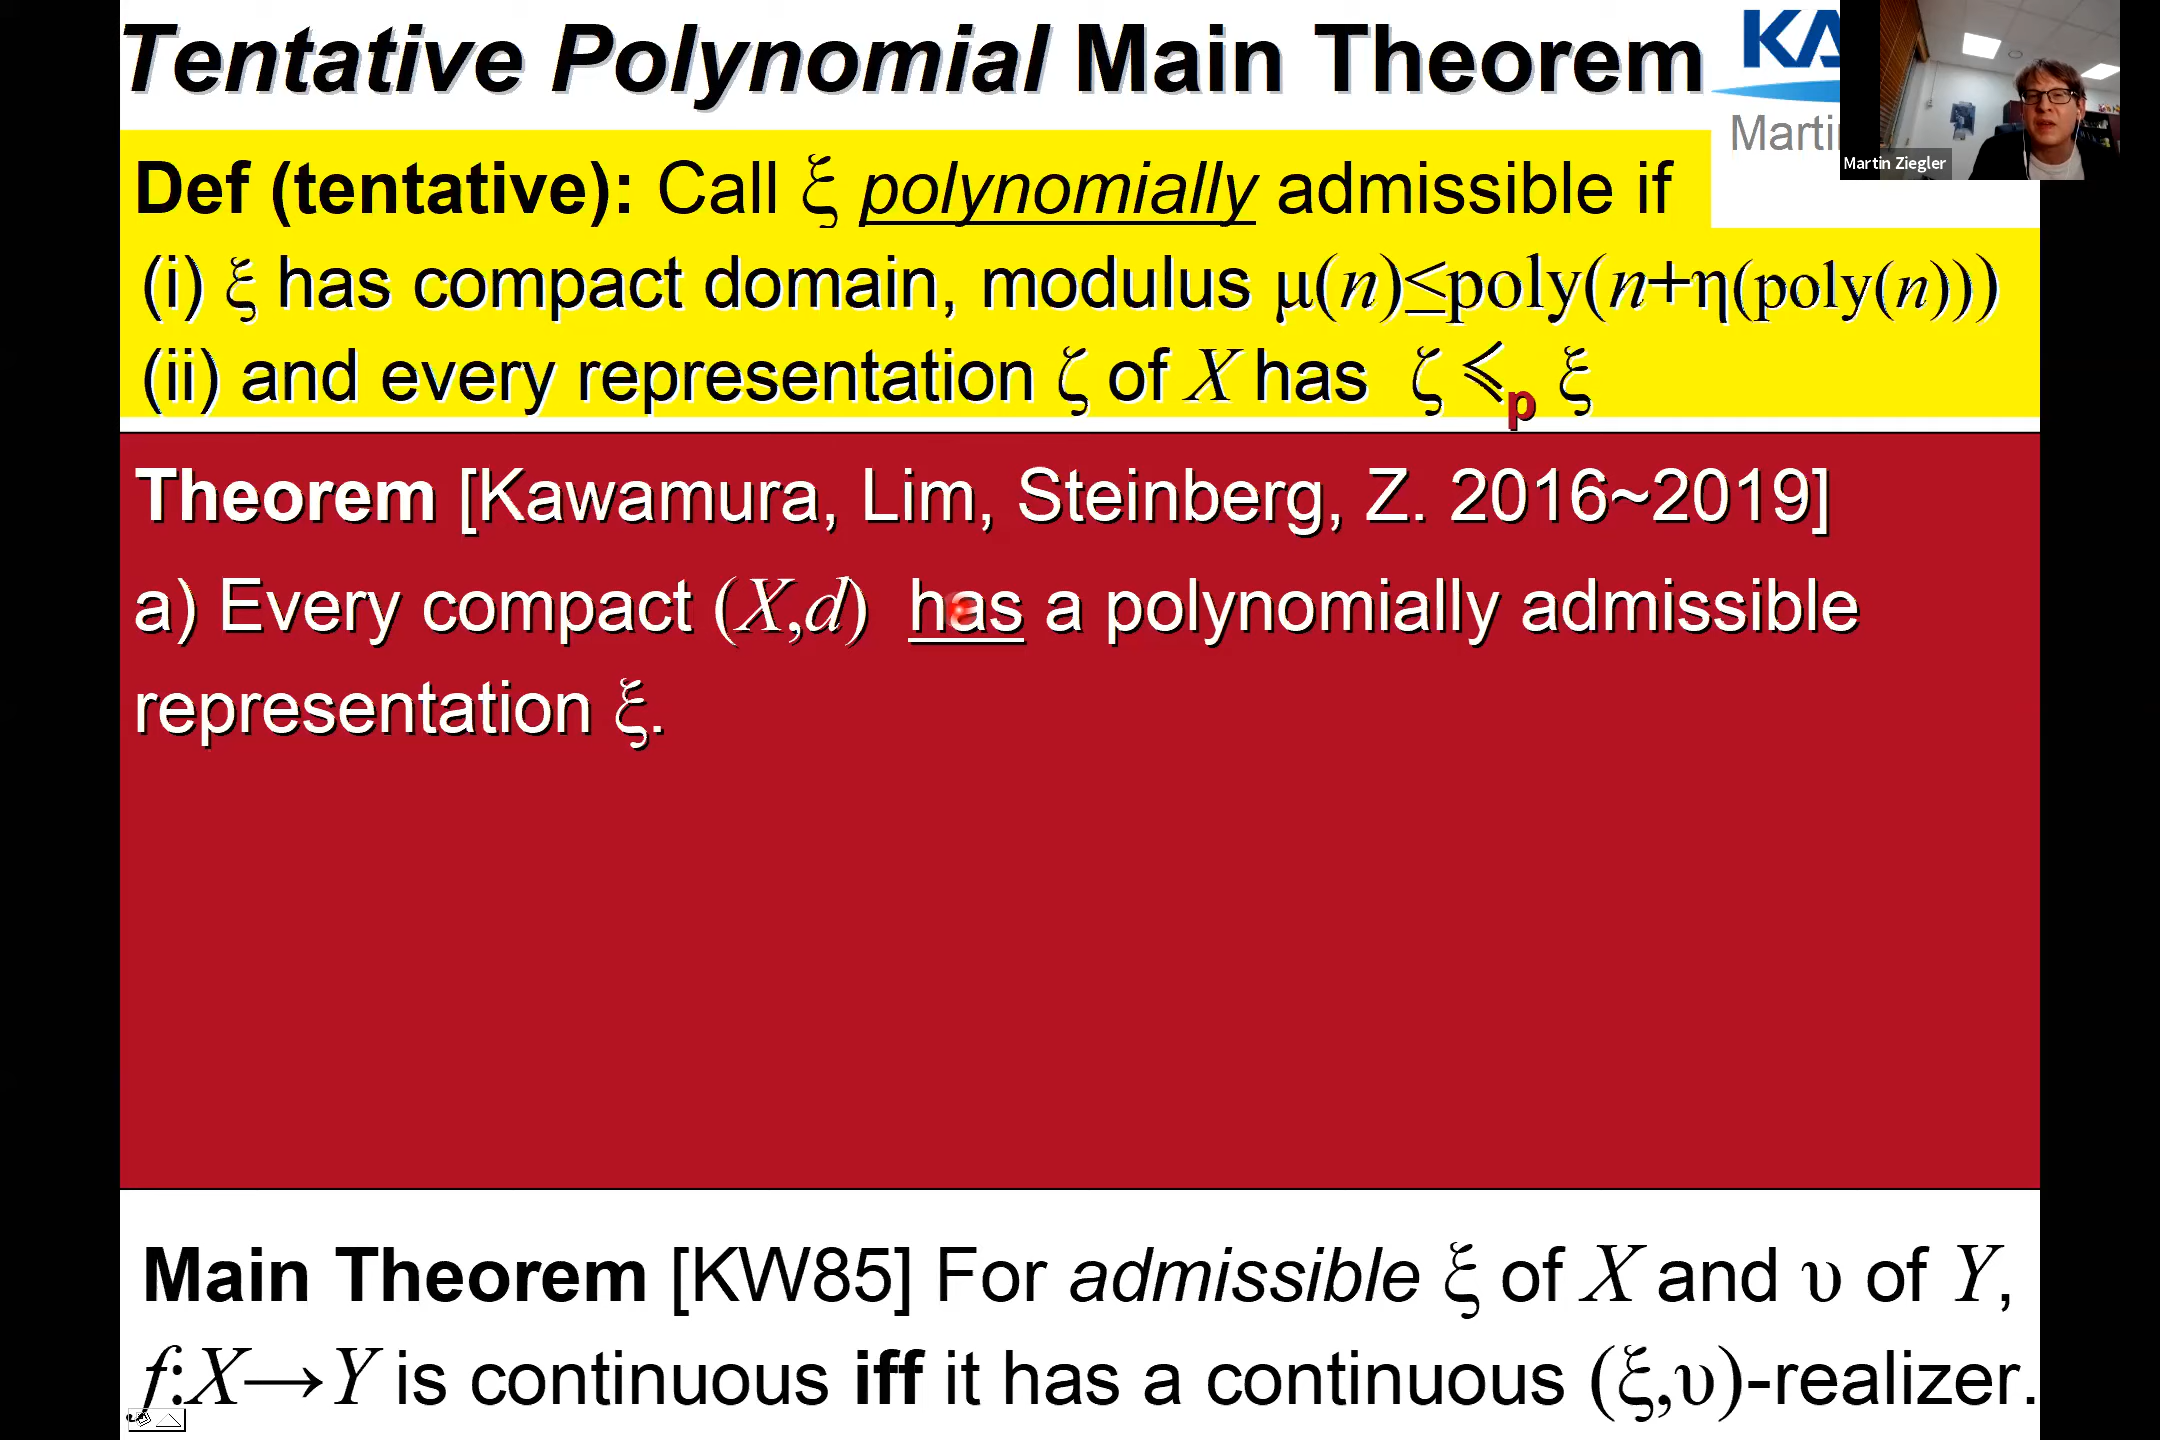 Tentative Polynomial Main Theorem
KA
Marti
Martin Ziegler
Def (tentative): Call ξ polynomially admissible if
(i) ξ has compact domain, modulus μ(n)≤poly(n+η(poly(n)))
(ii) and every representation ζ of X has ζ ≼p ξ
Theorem [Kawamura, Lim, Steinberg, Z. 2016~2019]
a) Every compact (X,d) has a polynomially admissible
representation ξ.
Main Theorem [KW85] For admissible ξ of X and υ of Y,
f:X→Y is continuous iff it has a continuous (ξ,υ)-realizer.